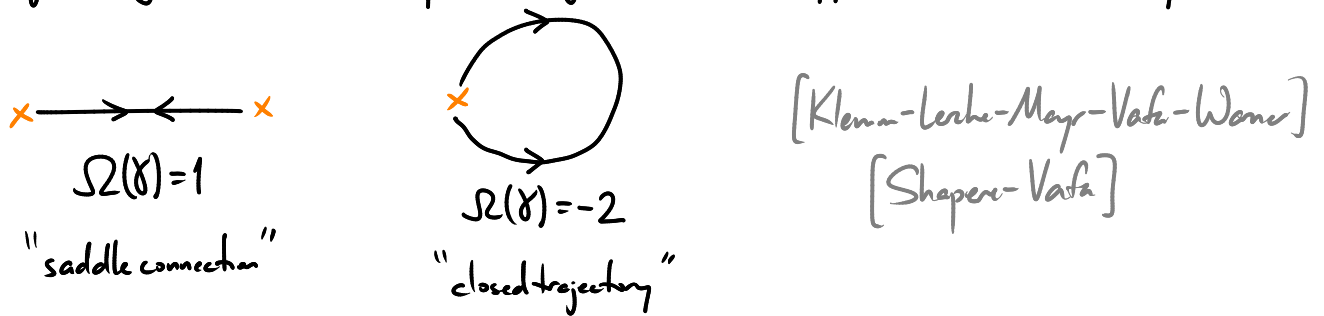 [Klemm-Lerche-Mayr-Vafa-Warner]
[Shapere-Vafa]
Ω(γ)=1
Ω(γ)=-2
"saddle connection"
"closed trajectory"